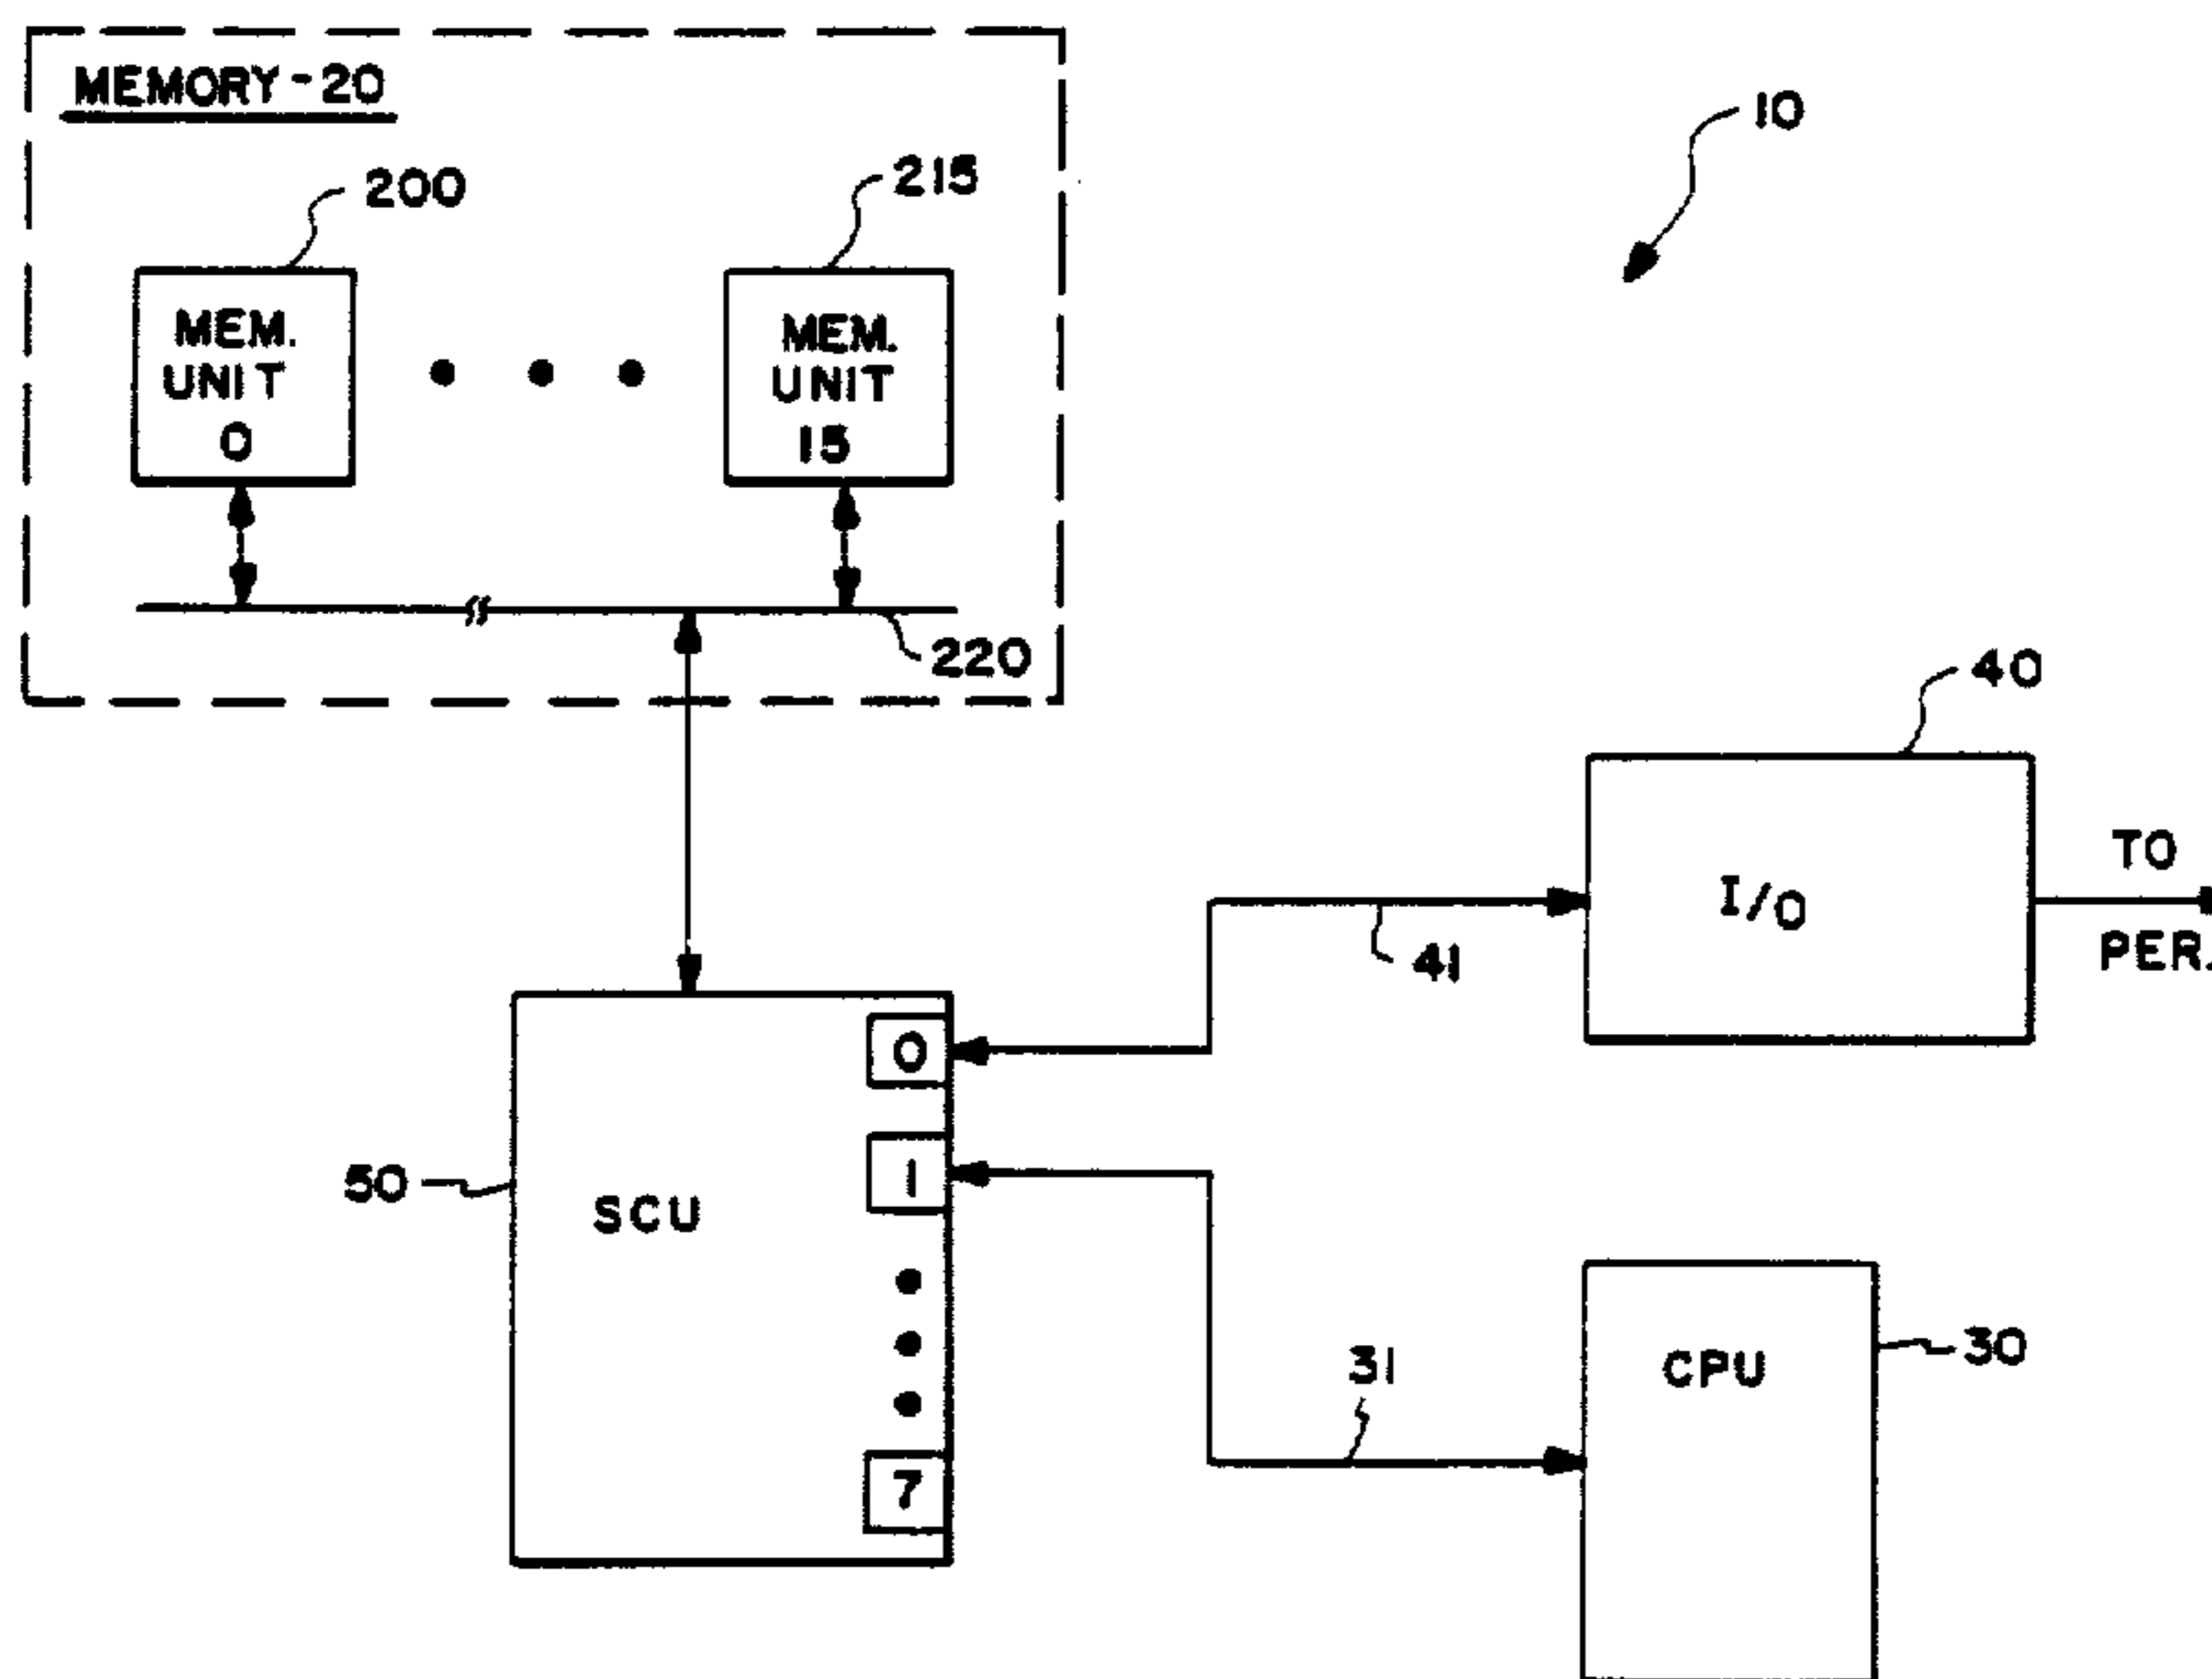 MEMORY-20
10
200
215
MEM.
UNIT
0
MEM.
UNIT
15
220
40
I/O
TO
PER.
41
0
1
7
50
SCU
31
CPU
30